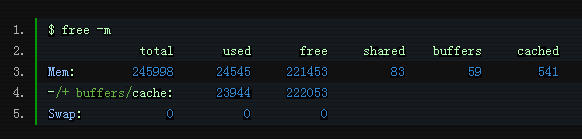 1. $ free -m
2. total used free shared buffers cached
3. Mem: 245998 24545 221453 83 59 541
4. -/+ buffers/cache: 23944 222053
5. Swap: 0 0 0